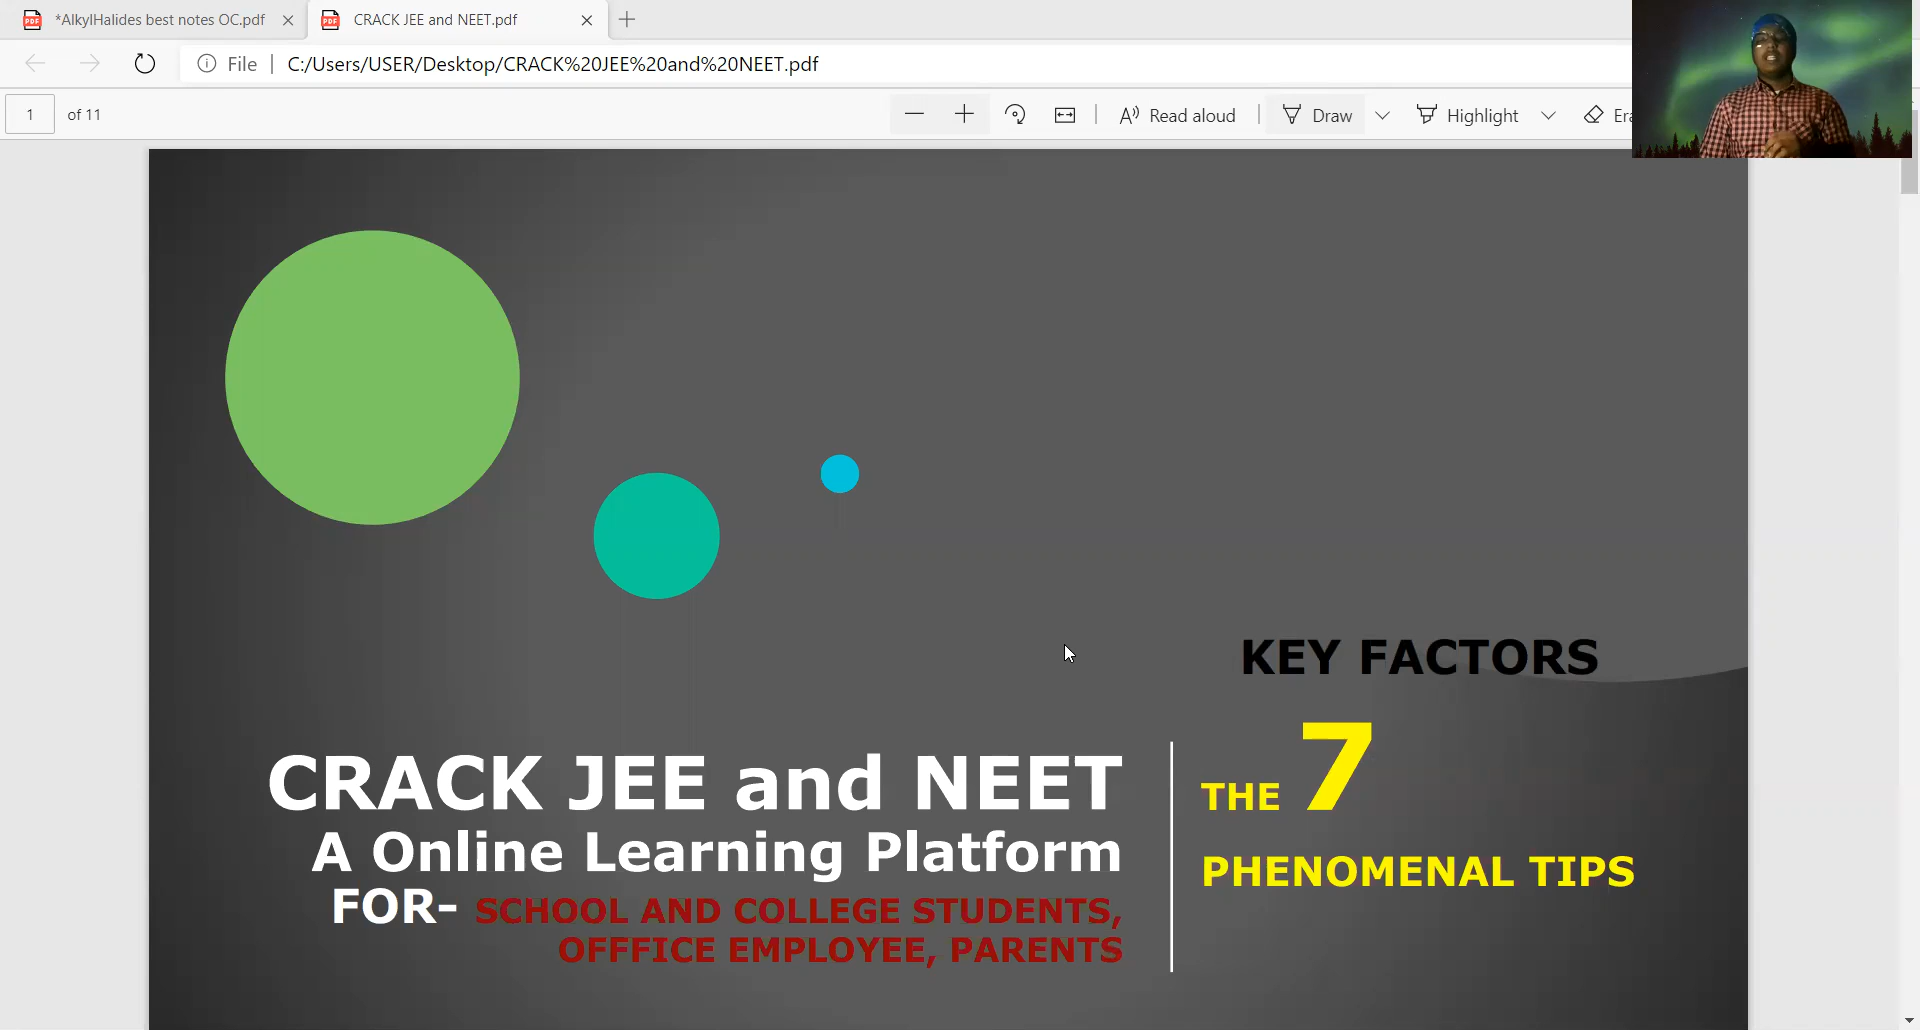 *AlkylHalides best notes OC.pdf
CRACK JEE and NEET.pdf
File
C:/Users/USER/Desktop/CRACK%20JEE%20and%20NEET.pdf
1 of 11
Read aloud
Draw
Highlight
Era
KEY FACTORS
CRACK JEE and NEET
A Online Learning Platform
FOR- SCHOOL AND COLLEGE STUDENTS,
OFFFICE EMPLOYEE, PARENTS
THE 7
PHENOMENAL TIPS